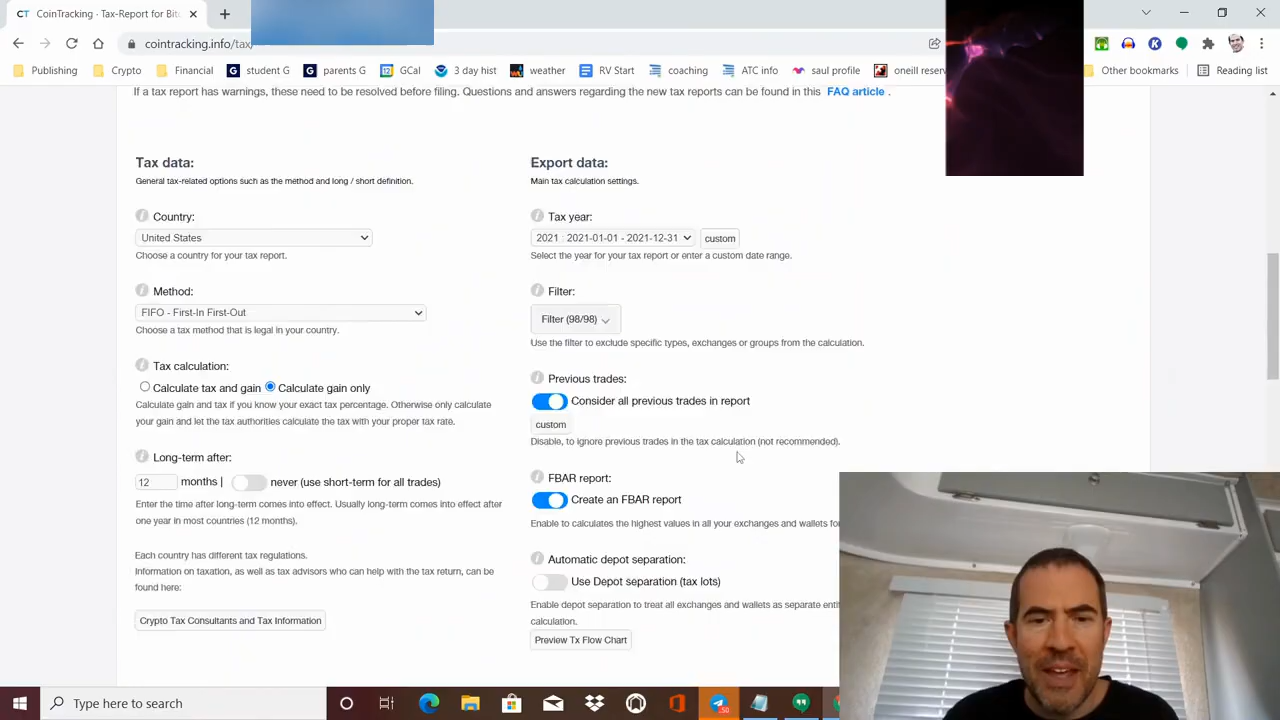 CoinTracking · Tax-Report for Bit
cointracking.info/tax
Publishing Crypto Financial student G parents G GCal 3 day hist weather RV Start coaching ATC info saul profile oneill reserv Other bookmarks Reading list
If a tax report has warnings, these need to be resolved before filing. Questions and answers regarding the new tax reports can be found in this FAQ article .
Tax data:
General tax-related options such as the method and long / short definition.
Country:
United States
Choose a country for your tax report.
Method:
FIFO - First-In First-Out
Choose a tax method that is legal in your country.
Tax calculation:
Calculate tax and gain Calculate gain only
Calculate gain and tax if you know your exact tax percentage. Otherwise only calculate
your gain and let the tax authorities calculate the tax with your proper tax rate.
Long-term after:
12 months | never (use short-term for all trades)
Enter the time after long-term comes into effect. Usually long-term comes into effect after
one year in most countries (12 months).
Each country has different tax regulations.
Information on taxation, as well as tax advisors who can help with the tax return, can be
found here:
Crypto Tax Consultants and Tax Information
Export data:
Main tax calculation settings.
Tax year:
2021 : 2021-01-01 - 2021-12-31 custom
Select the year for your tax report or enter a custom date range.
Filter:
Filter (98/98)
Use the filter to exclude specific types, exchanges or groups from the calculation.
Previous trades:
Consider all previous trades in report
custom
Disable, to ignore previous trades in the tax calculation (not recommended).
FBAR report:
Create an FBAR report
Enable to calculates the highest values in all your exchanges and wallets fo
Automatic depot separation:
Use Depot separation (tax lots)
Enable depot separation to treat all exchanges and wallets as separate entit
calculation.
Preview Tx Flow Chart
Type here to search